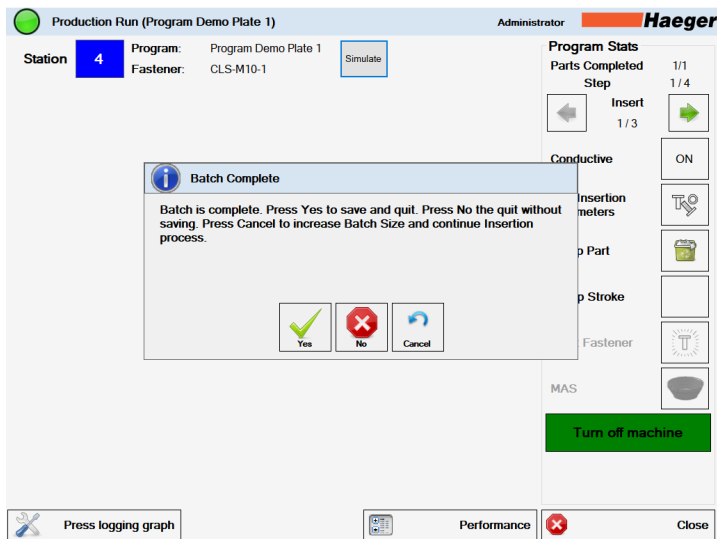 Production Run (Program Demo Plate 1)
Administrator
Haeger
Station
4
Program: Program Demo Plate 1
Fastener: CLS-M10-1
Simulate
Program Stats
Parts Completed 1/1
Step 1 / 4
Insert
1 / 3
Conductive ON
Insertion
meters
p Part
p Stroke
Fastener
MAS
Turn off machine
Batch Complete
Batch is complete. Press Yes to save and quit. Press No the quit without
saving. Press Cancel to increase Batch Size and continue Insertion
process.
Yes
No
Cancel
Press logging graph
Performance
Close